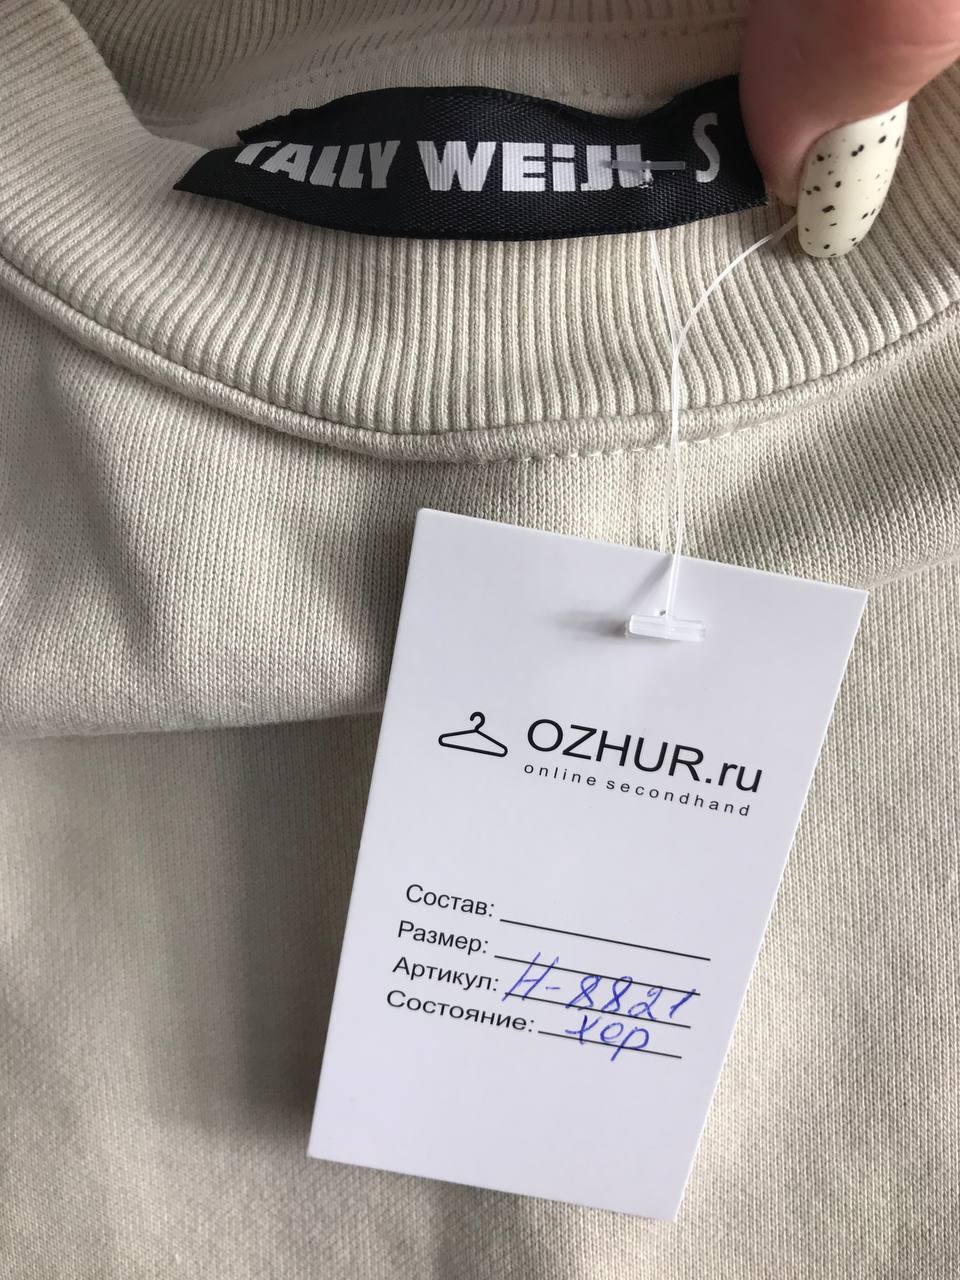 TALLY WEiJL S
OZHUR.ru
online secondhand
Состав:
Размер:
Артикул: Н-8821
Состояние: хор